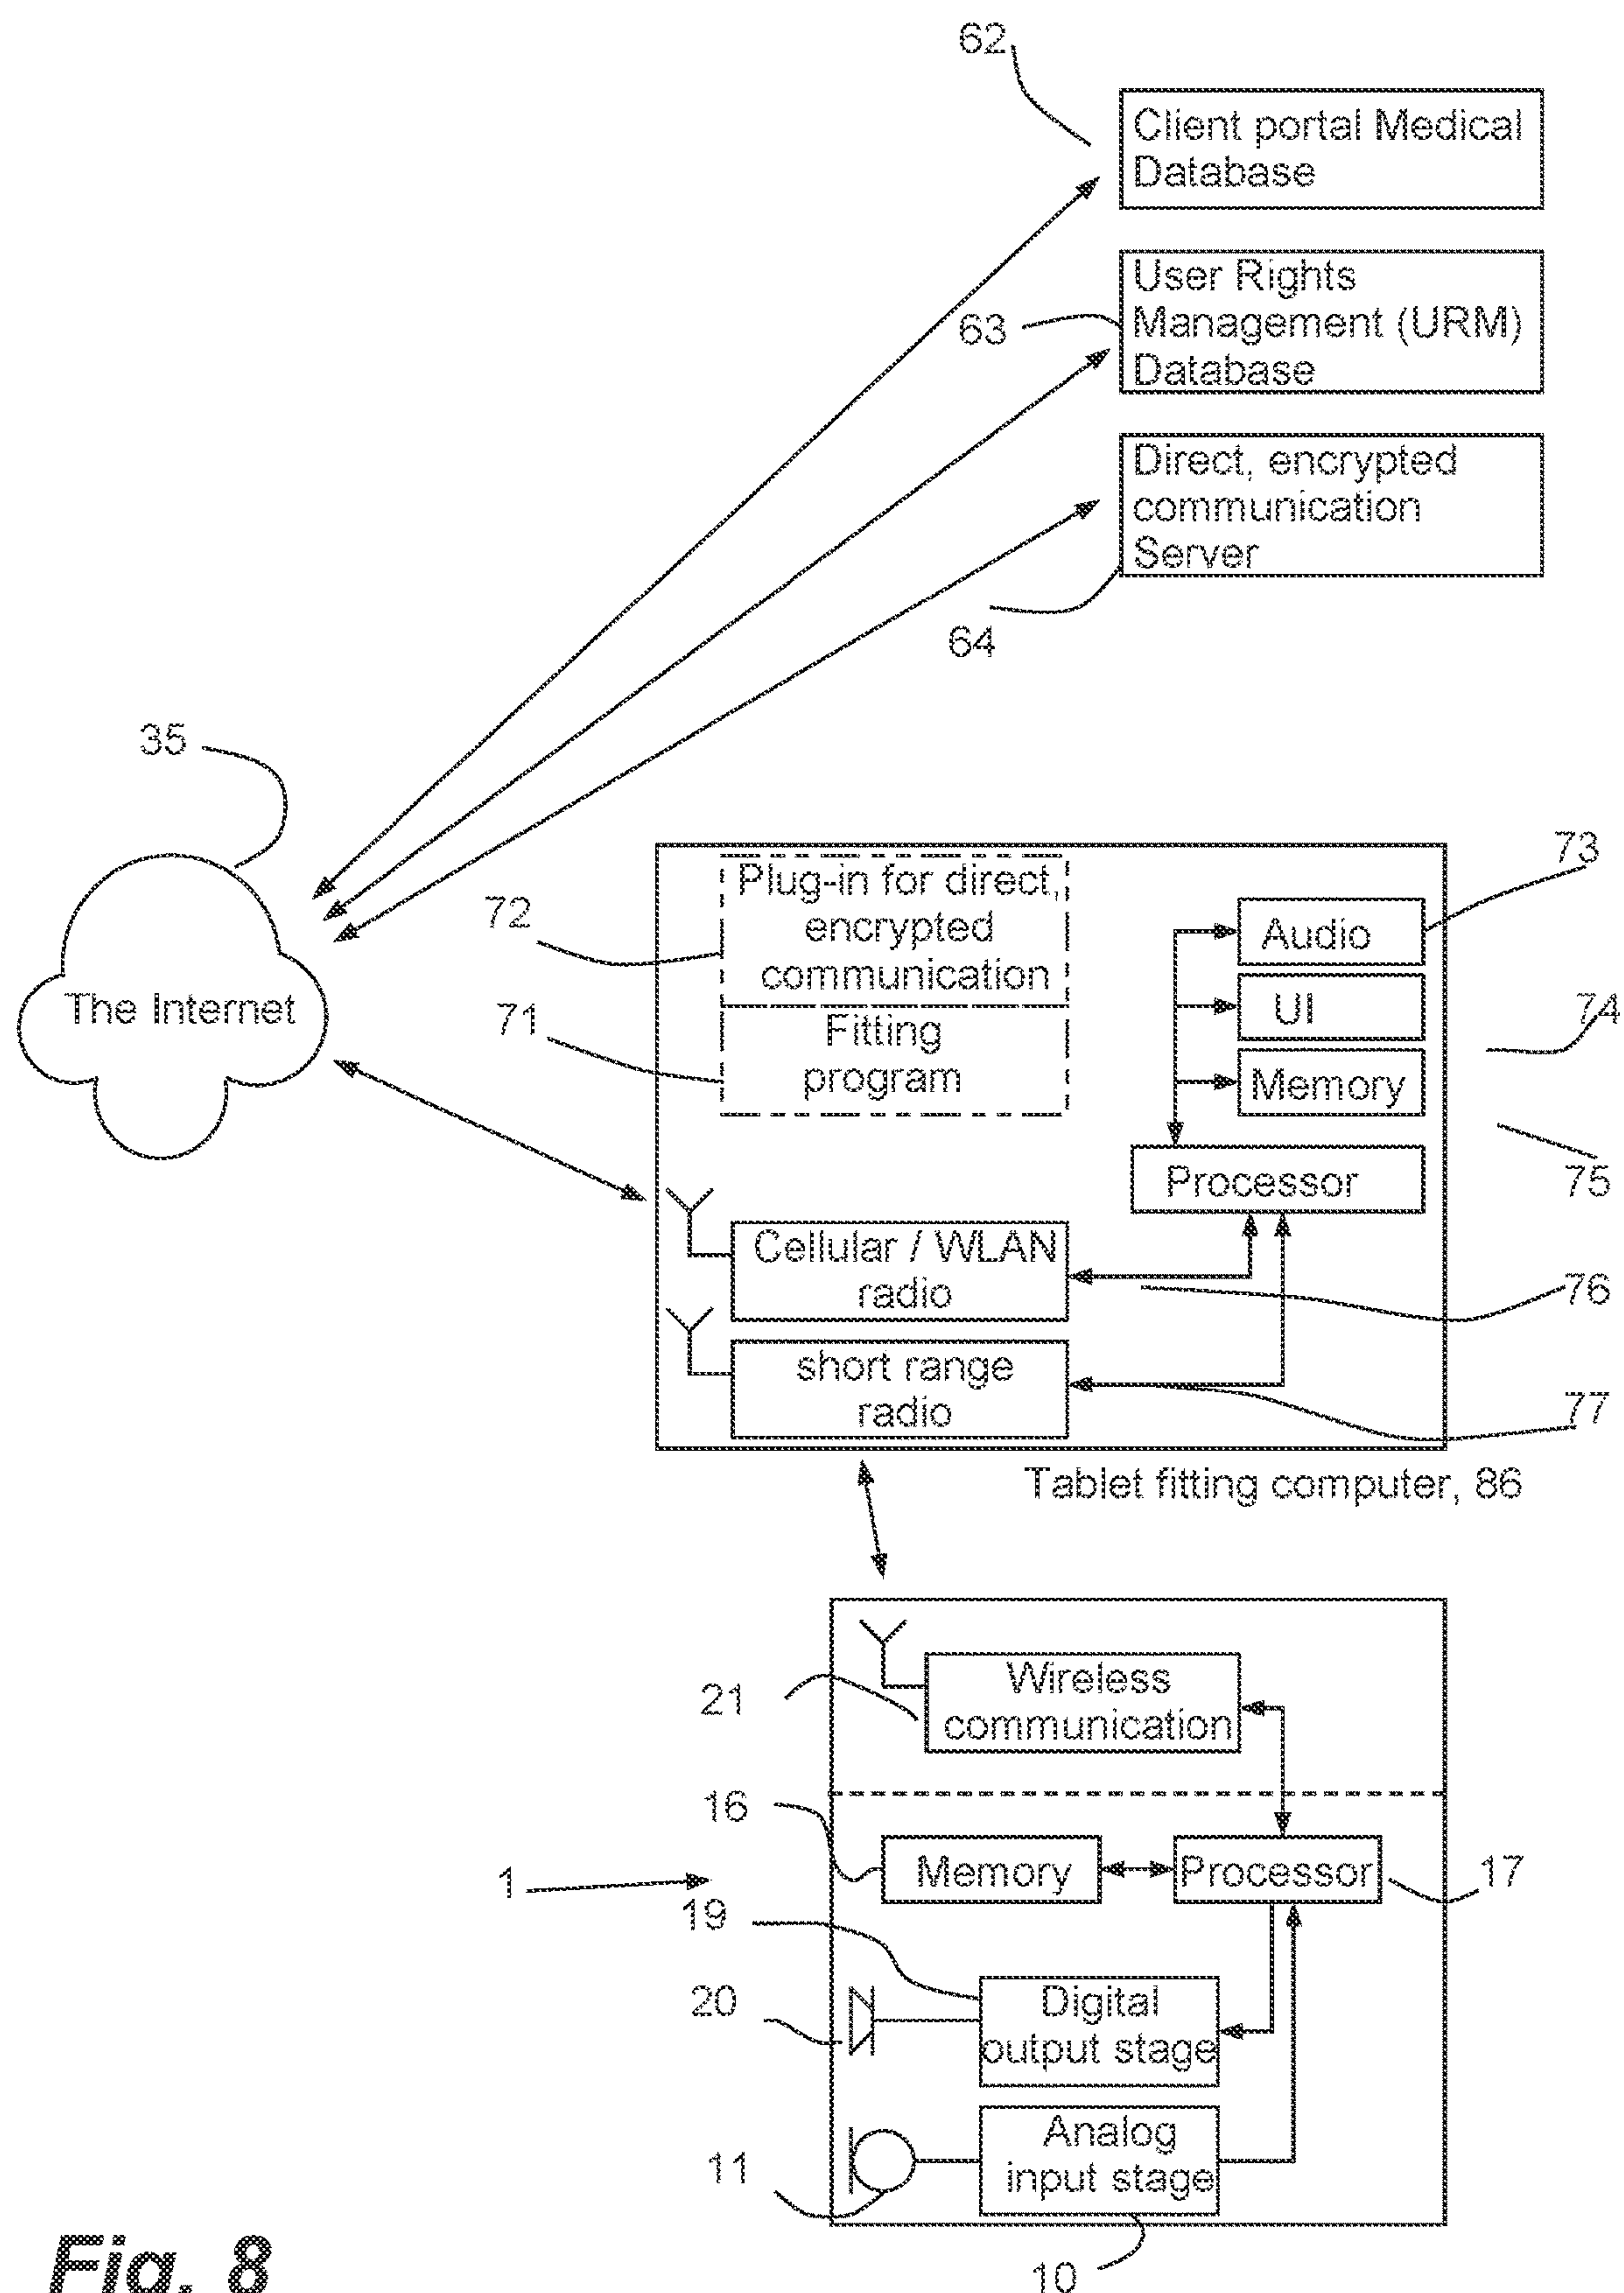 62
Client portal Medical
Database
User Rights
Management (URM)
Database
63
Direct, encrypted
communication
Server
64
35
The Internet
73
Plug-in for direct,
encrypted
communication
72
Audio
UI
74
71
Fitting
program
Memory
75
Processor
Cellular / WLAN
radio
76
short range
radio
77
Tablet fitting computer, 86
Wireless
communication
21
16
Memory
Processor
17
1
19
20
Digital
output stage
Analog
input stage
11
10
Fig. 8